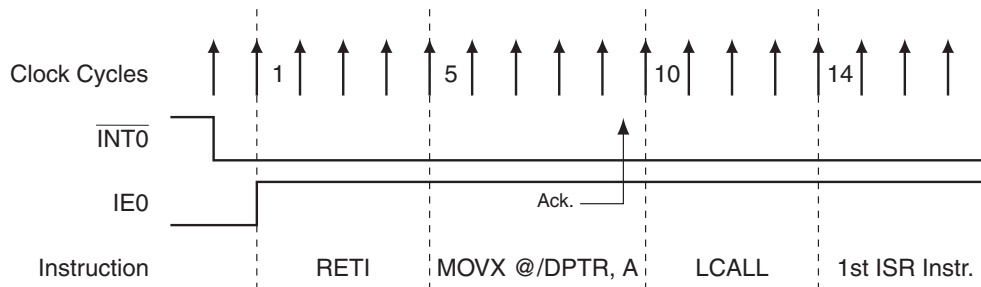 Clock Cycles
1
5
10
14
INT0
IE0
Ack.
Instruction
RETI
MOVX @/DPTR, A
LCALL
1st ISR Instr.